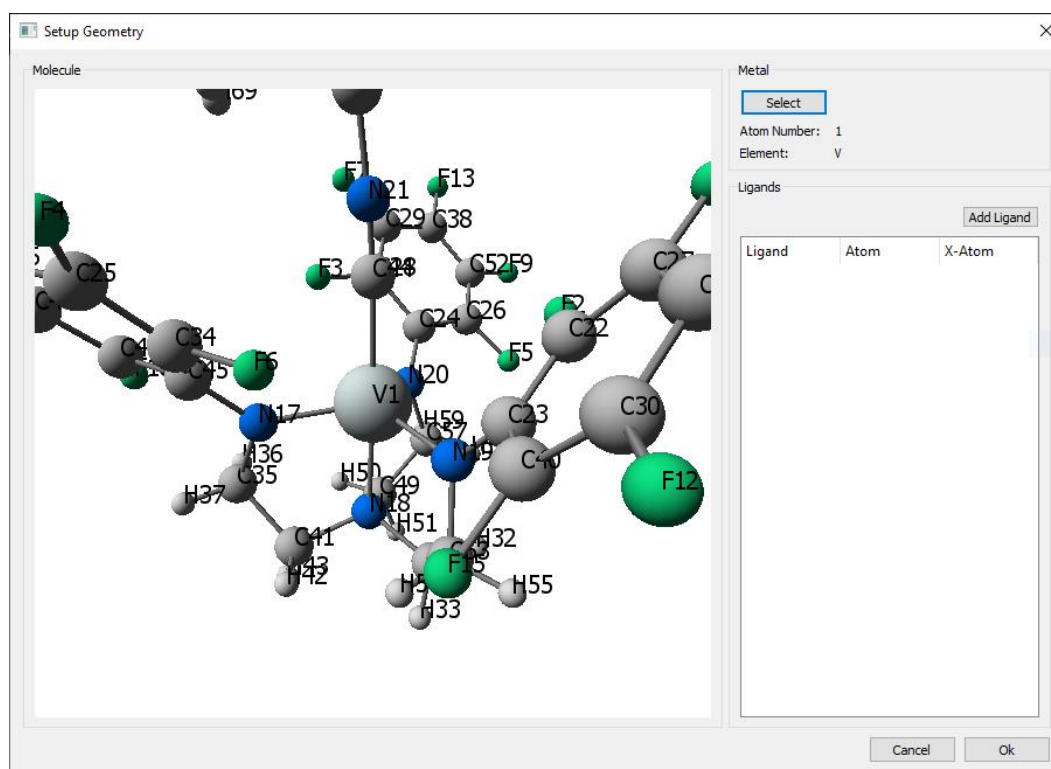 Setup Geometry
Molecule
Metal
Select
Atom Number: 1
Element: V
Ligands
Add Ligand
Ligand Atom X-Atom
F13
N21
C29
C38
F4
F3
C52
F9
C25
C24
C26
F2
C22
C34
F6
F5
N20
V1
H59
C23
C30
N17
C57
N19
C40
H36
C35
H50
C49
F12
H37
N18
H51
C41
H32
F15
H43
H42
H55
H33
Cancel Ok